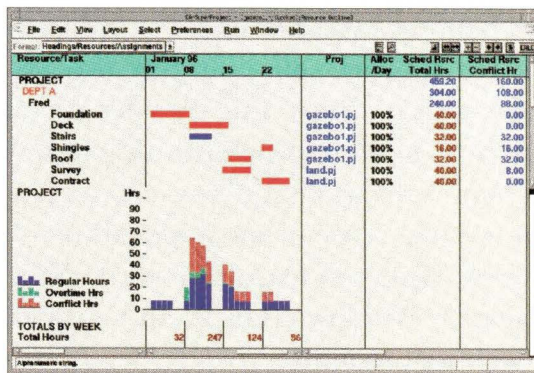 File Edit View Layout Select Preferences Run Window Help
Format Headings/Resources/Assignments
Resource/Task January 96 Proj Alloc /Day Sched Rsrc Total Hrs Sched Rsrc Conflict Hr
01 08 15 22
PROJECT 459.20 160.00
DEPT A 304.00 108.00
Fred 240.00 88.00
Foundation gazebo1.pj 100% 40.00 0.00
Deck gazebo1.pj 100% 40.00 0.00
Stairs gazebo1.pj 100% 32.00 32.00
Shingles gazebo1.pj 100% 16.00 16.00
Roof gazebo1.pj 100% 32.00 32.00
Survey land.pj 100% 40.00 8.00
Contract land.pj 100% 40.00 0.00
PROJECT Hrs
90
80
70
60
50
40
30
20
10
0
Regular Hours
Overtime Hrs
Conflict Hrs
TOTALS BY WEEK
Total Hours 32 247 124 56
Alphanumeric string.